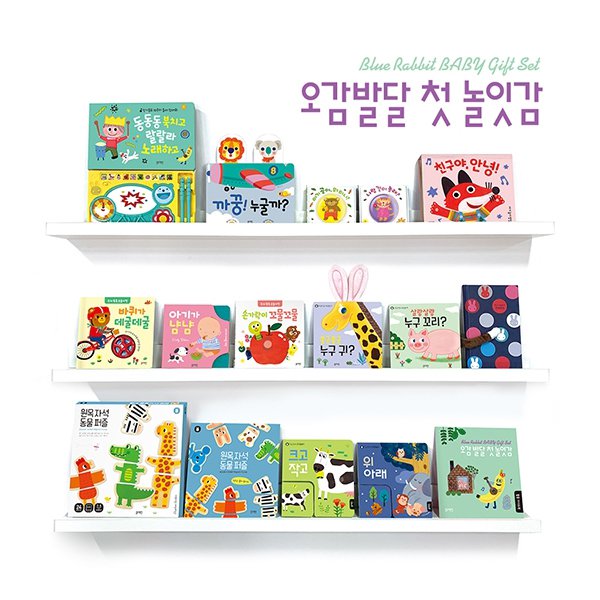 Blue Rabbit BABY Gift Set
오감발달 첫 놀잇감
동동동 북치고
랄랄라
노래하고
까꿍! 누굴까?
8
친구야, 안녕!
바퀴가
데굴데굴
아기가
냠냠
손가락이
꼬물꼬물
누구 귀?
살랑살랑
누구 꼬리?
원목 자석
동물 퍼즐
원목 자석
동물 퍼즐
크고
작고
위
아래
Blue Rabbit BABY Gift Set
오감발달 첫 놀잇감